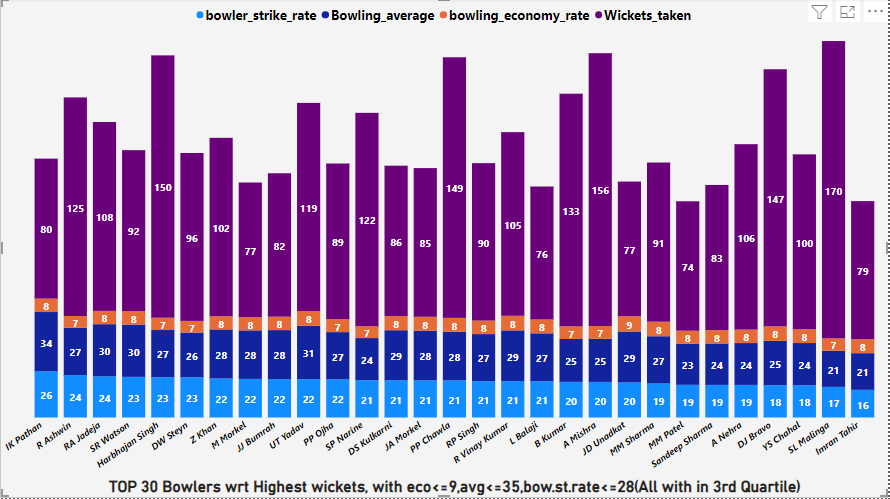 bowler_strike_rate Bowling_average bowling_economy_rate Wickets_taken
80 125 108 92 150 96 102 77 82 119 89 122 86 85 149 90 105 76 133 156 77 91 74 83 106 147 100 170 79
8 7 8 8 7 7 8 8 8 8 7 7 8 8 8 8 8 8 7 7 9 8 8 8 8 8 8 7 8
34 27 30 30 27 26 28 28 28 31 27 24 29 28 28 27 29 27 25 25 29 27 23 24 24 25 24 21 21
26 24 24 23 23 23 22 22 22 22 22 21 21 21 21 21 21 21 20 20 20 19 19 19 19 18 18 17 16
IK Pathan R Ashwin RA Jadeja SR Watson Harbhajan Singh DW Steyn Z Khan M Morkel JJ Bumrah UT Yadav PP Ojha SP Narine DS Kulkarni JA Morkel PP Chawla RP Singh R Vinay Kumar L Balaji B Kumar A Mishra JD Unadkat MM Sharma MM Patel Sandeep Sharma A Nehra DJ Bravo YS Chahal SL Malinga Imran Tahir
TOP 30 Bowlers wrt Highest wickets, with eco<=9,avg<=35,bow.st.rate<=28(All with in 3rd Quartile)